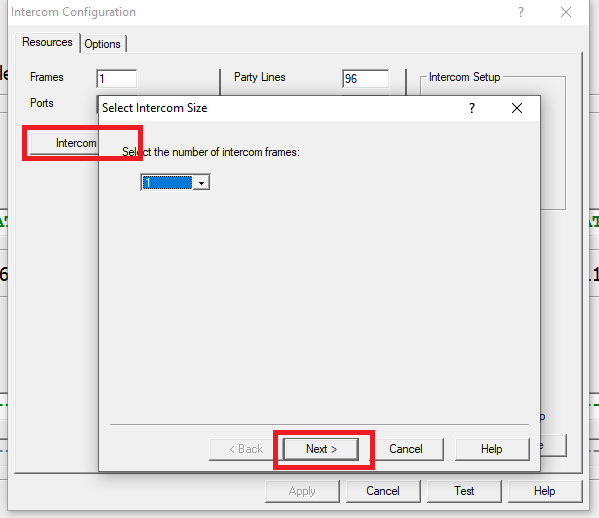 Intercom Configuration
Resources
Options
Frames 1
Party Lines 96
Intercom Setup
Ports
Select Intercom Size
Intercom
Select the number of intercom frames:
1
< Back
Next >
Cancel
Help
Apply
Cancel
Test
Help